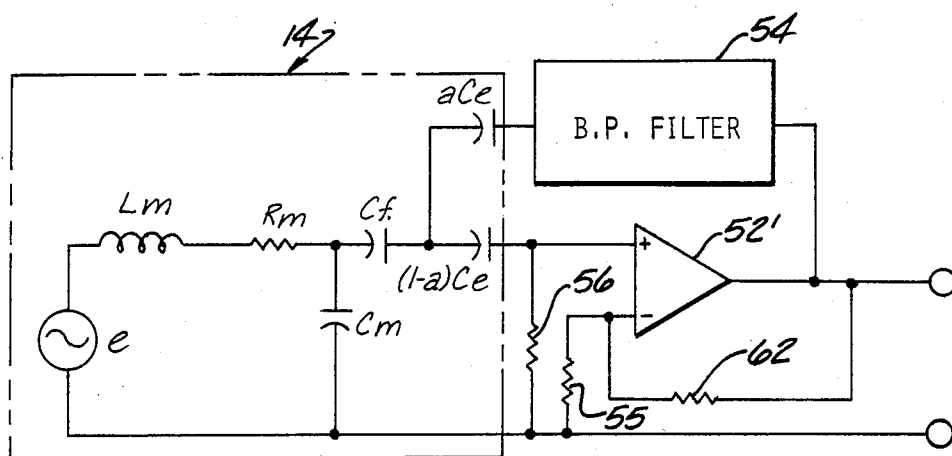 14
54
aCe
B.P. FILTER
Lm
Rm
Cf.
(1-a)Ce
52'
+
-
56
Cm
e
62
55